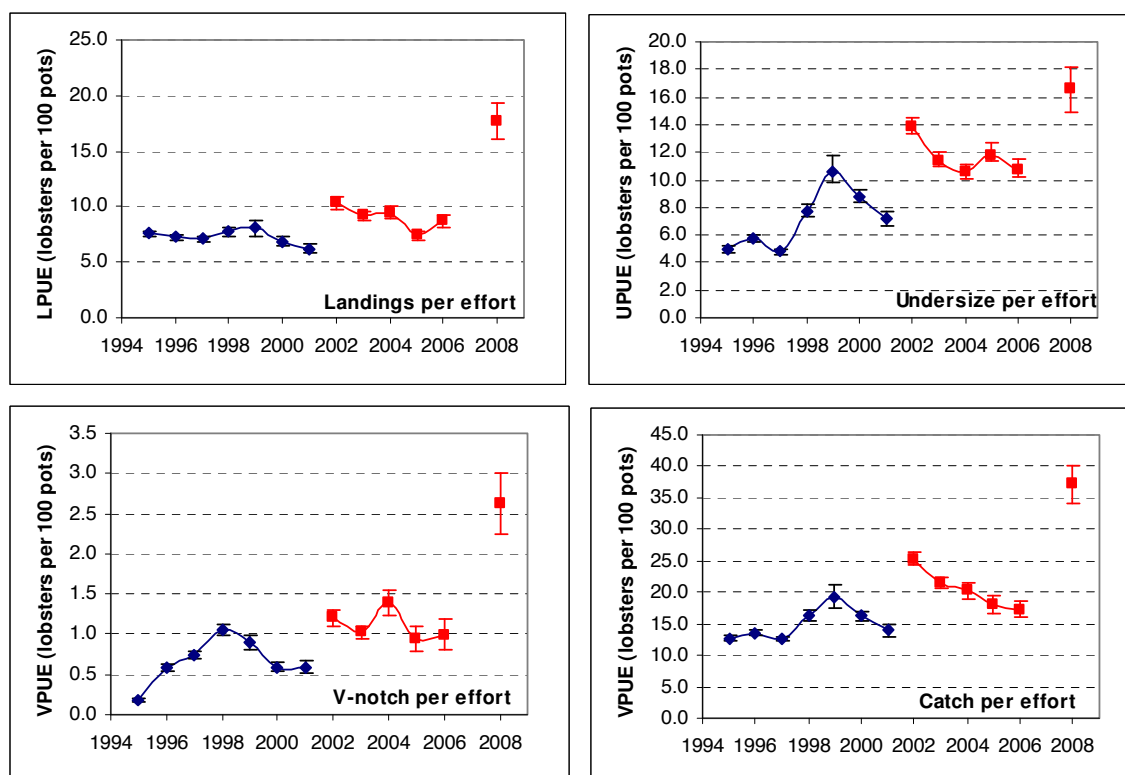 LPUE (lobsters per 100 pots)
25.0
20.0
15.0
10.0
5.0
0.0
Landings per effort
1994 1996 1998 2000 2002 2004 2006 2008
UPUE (lobsters per 100 pots)
20.0
18.0
16.0
14.0
12.0
10.0
8.0
6.0
4.0
2.0
0.0
Undersize per effort
1994 1996 1998 2000 2002 2004 2006 2008
VPUE (lobsters per 100 pots)
3.5
3.0
2.5
2.0
1.5
1.0
0.5
0.0
V-notch per effort
1994 1996 1998 2000 2002 2004 2006 2008
VPUE (lobsters per 100 pots)
45.0
40.0
35.0
30.0
25.0
20.0
15.0
10.0
5.0
0.0
Catch per effort
1994 1996 1998 2000 2002 2004 2006 2008